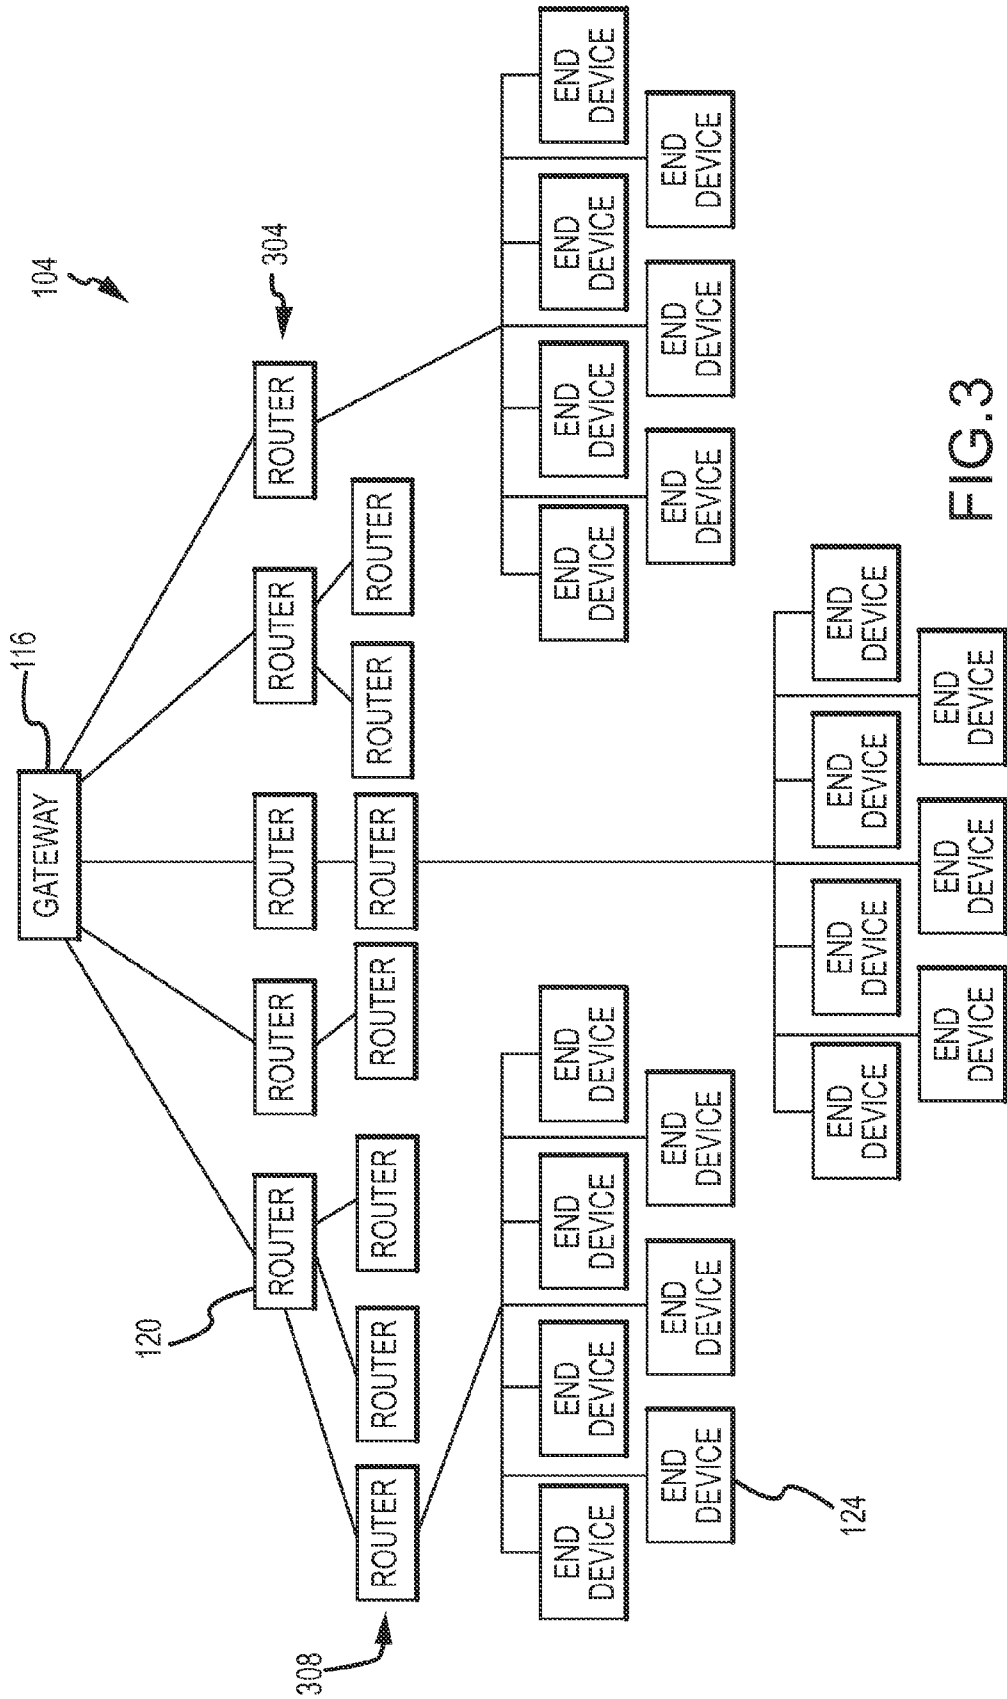 GATEWAY
116
104
120
ROUTER
ROUTER
ROUTER
ROUTER
ROUTER
304
308
ROUTER
ROUTER
ROUTER
ROUTER
ROUTER
ROUTER
ROUTER
END
DEVICE
END
DEVICE
END
DEVICE
END
DEVICE
END
DEVICE
END
DEVICE
END
DEVICE
END
DEVICE
END
DEVICE
END
DEVICE
END
DEVICE
END
DEVICE
END
DEVICE
END
DEVICE
124
END
DEVICE
END
DEVICE
END
DEVICE
END
DEVICE
END
DEVICE
END
DEVICE
END
DEVICE
FIG.3